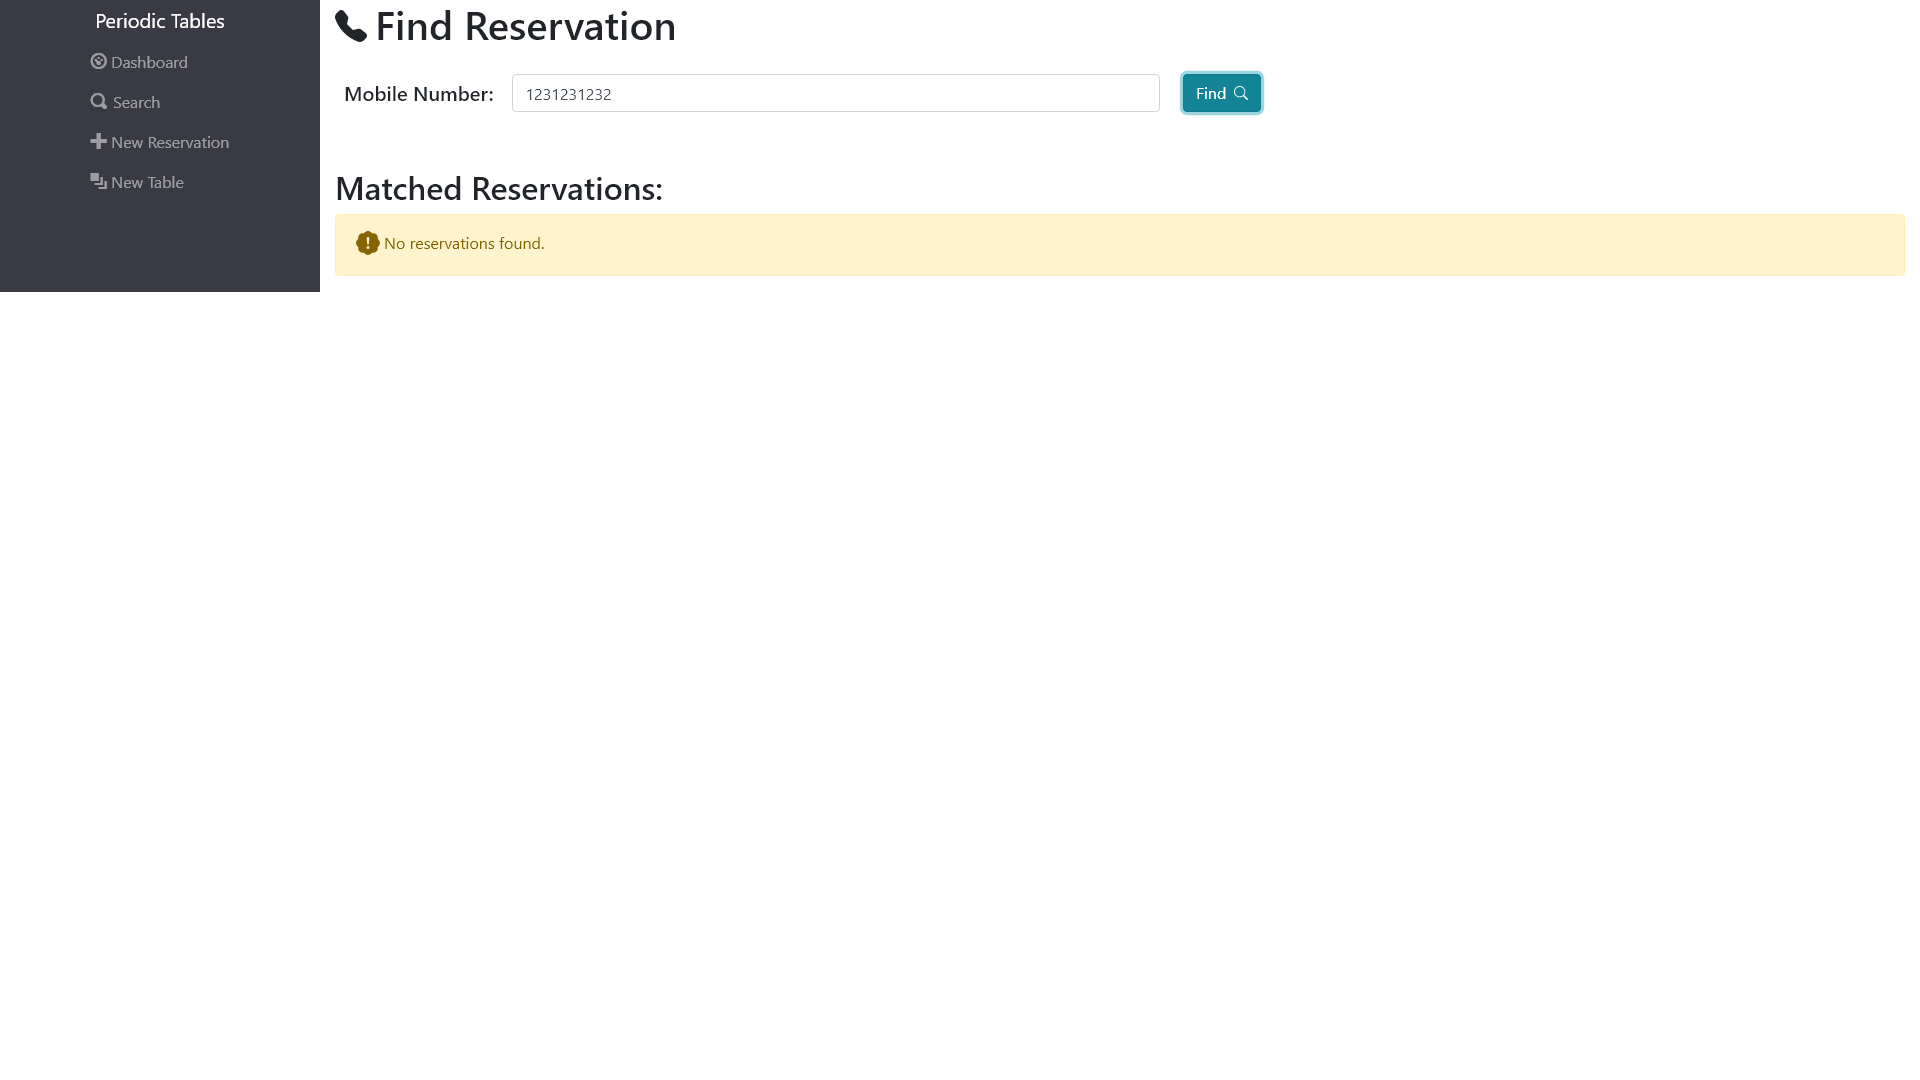 Periodic Tables
Dashboard
Search
New Reservation
New Table
Find Reservation
Mobile Number:
1231231232
Find
Matched Reservations:
No reservations found.